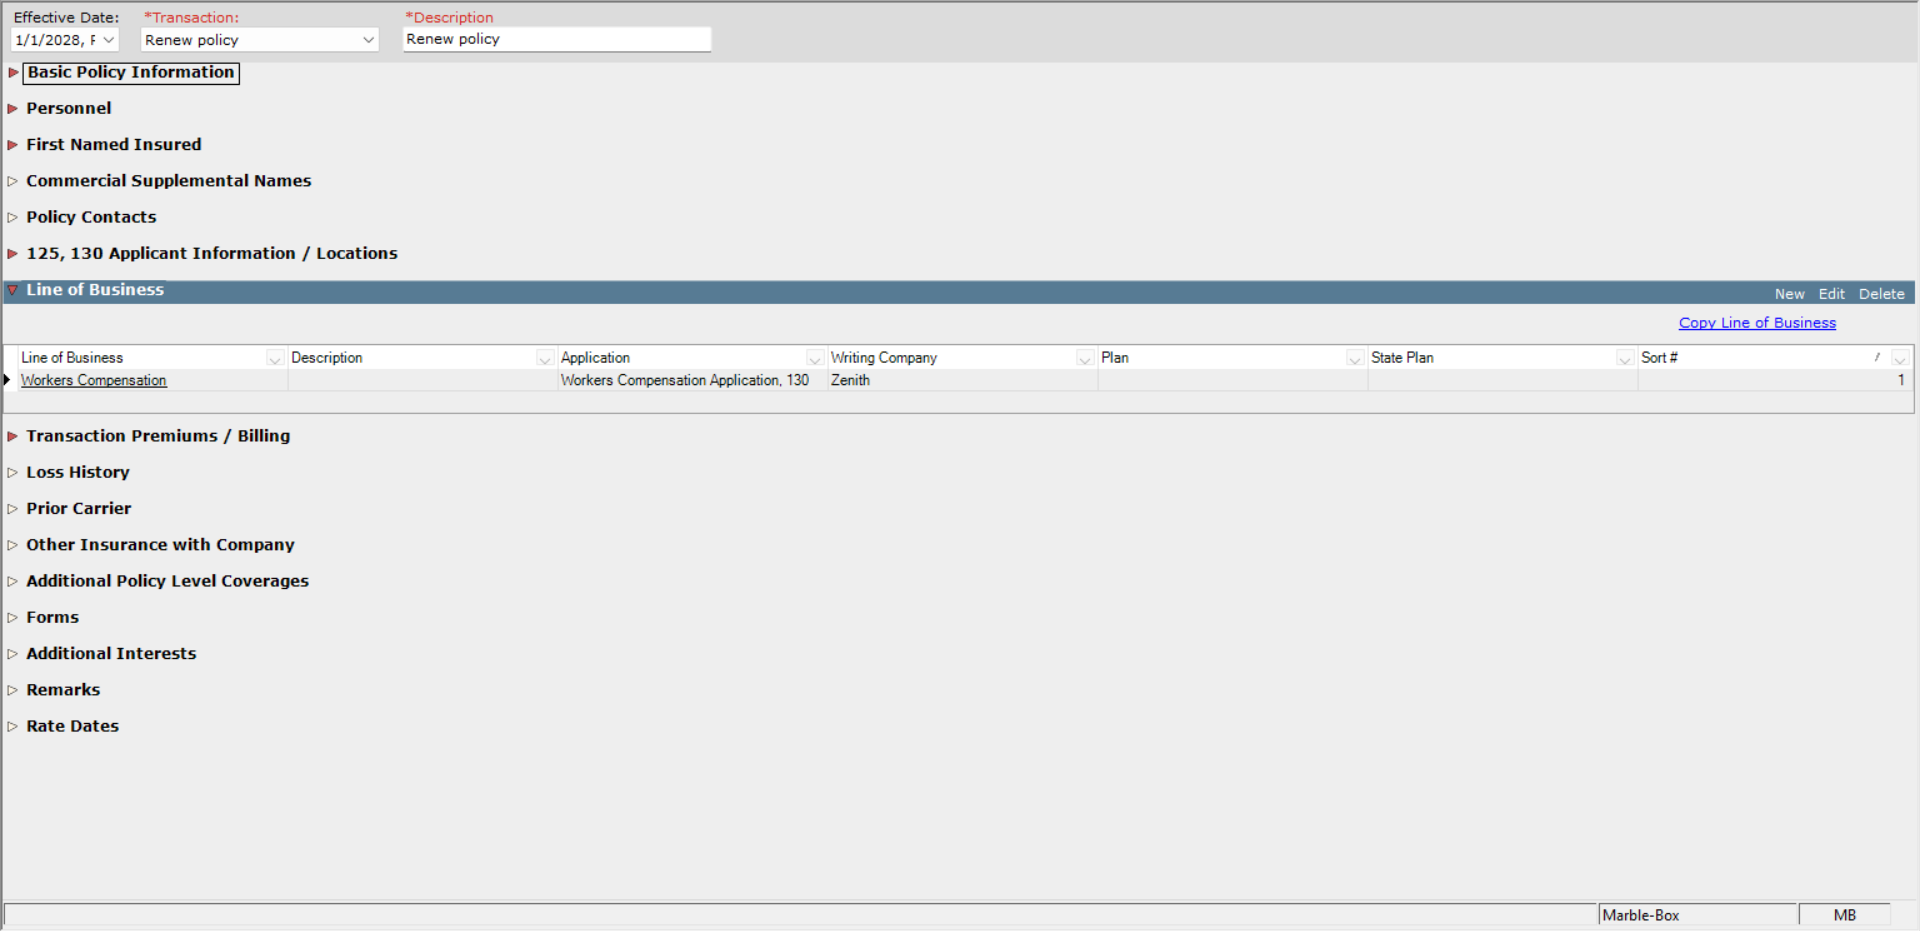 Effective Date: *Transaction: *Description
1/1/2028, F Renew policy Renew policy
Basic Policy Information
Personnel
First Named Insured
Commercial Supplemental Names
Policy Contacts
125, 130 Applicant Information / Locations
Line of Business New Edit Delete
Copy Line of Business
Line of Business Description Application Writing Company Plan State Plan Sort #
Workers Compensation Workers Compensation Application, 130 Zenith 1
Transaction Premiums / Billing
Loss History
Prior Carrier
Other Insurance with Company
Additional Policy Level Coverages
Forms
Additional Interests
Remarks
Rate Dates
Marble-Box MB